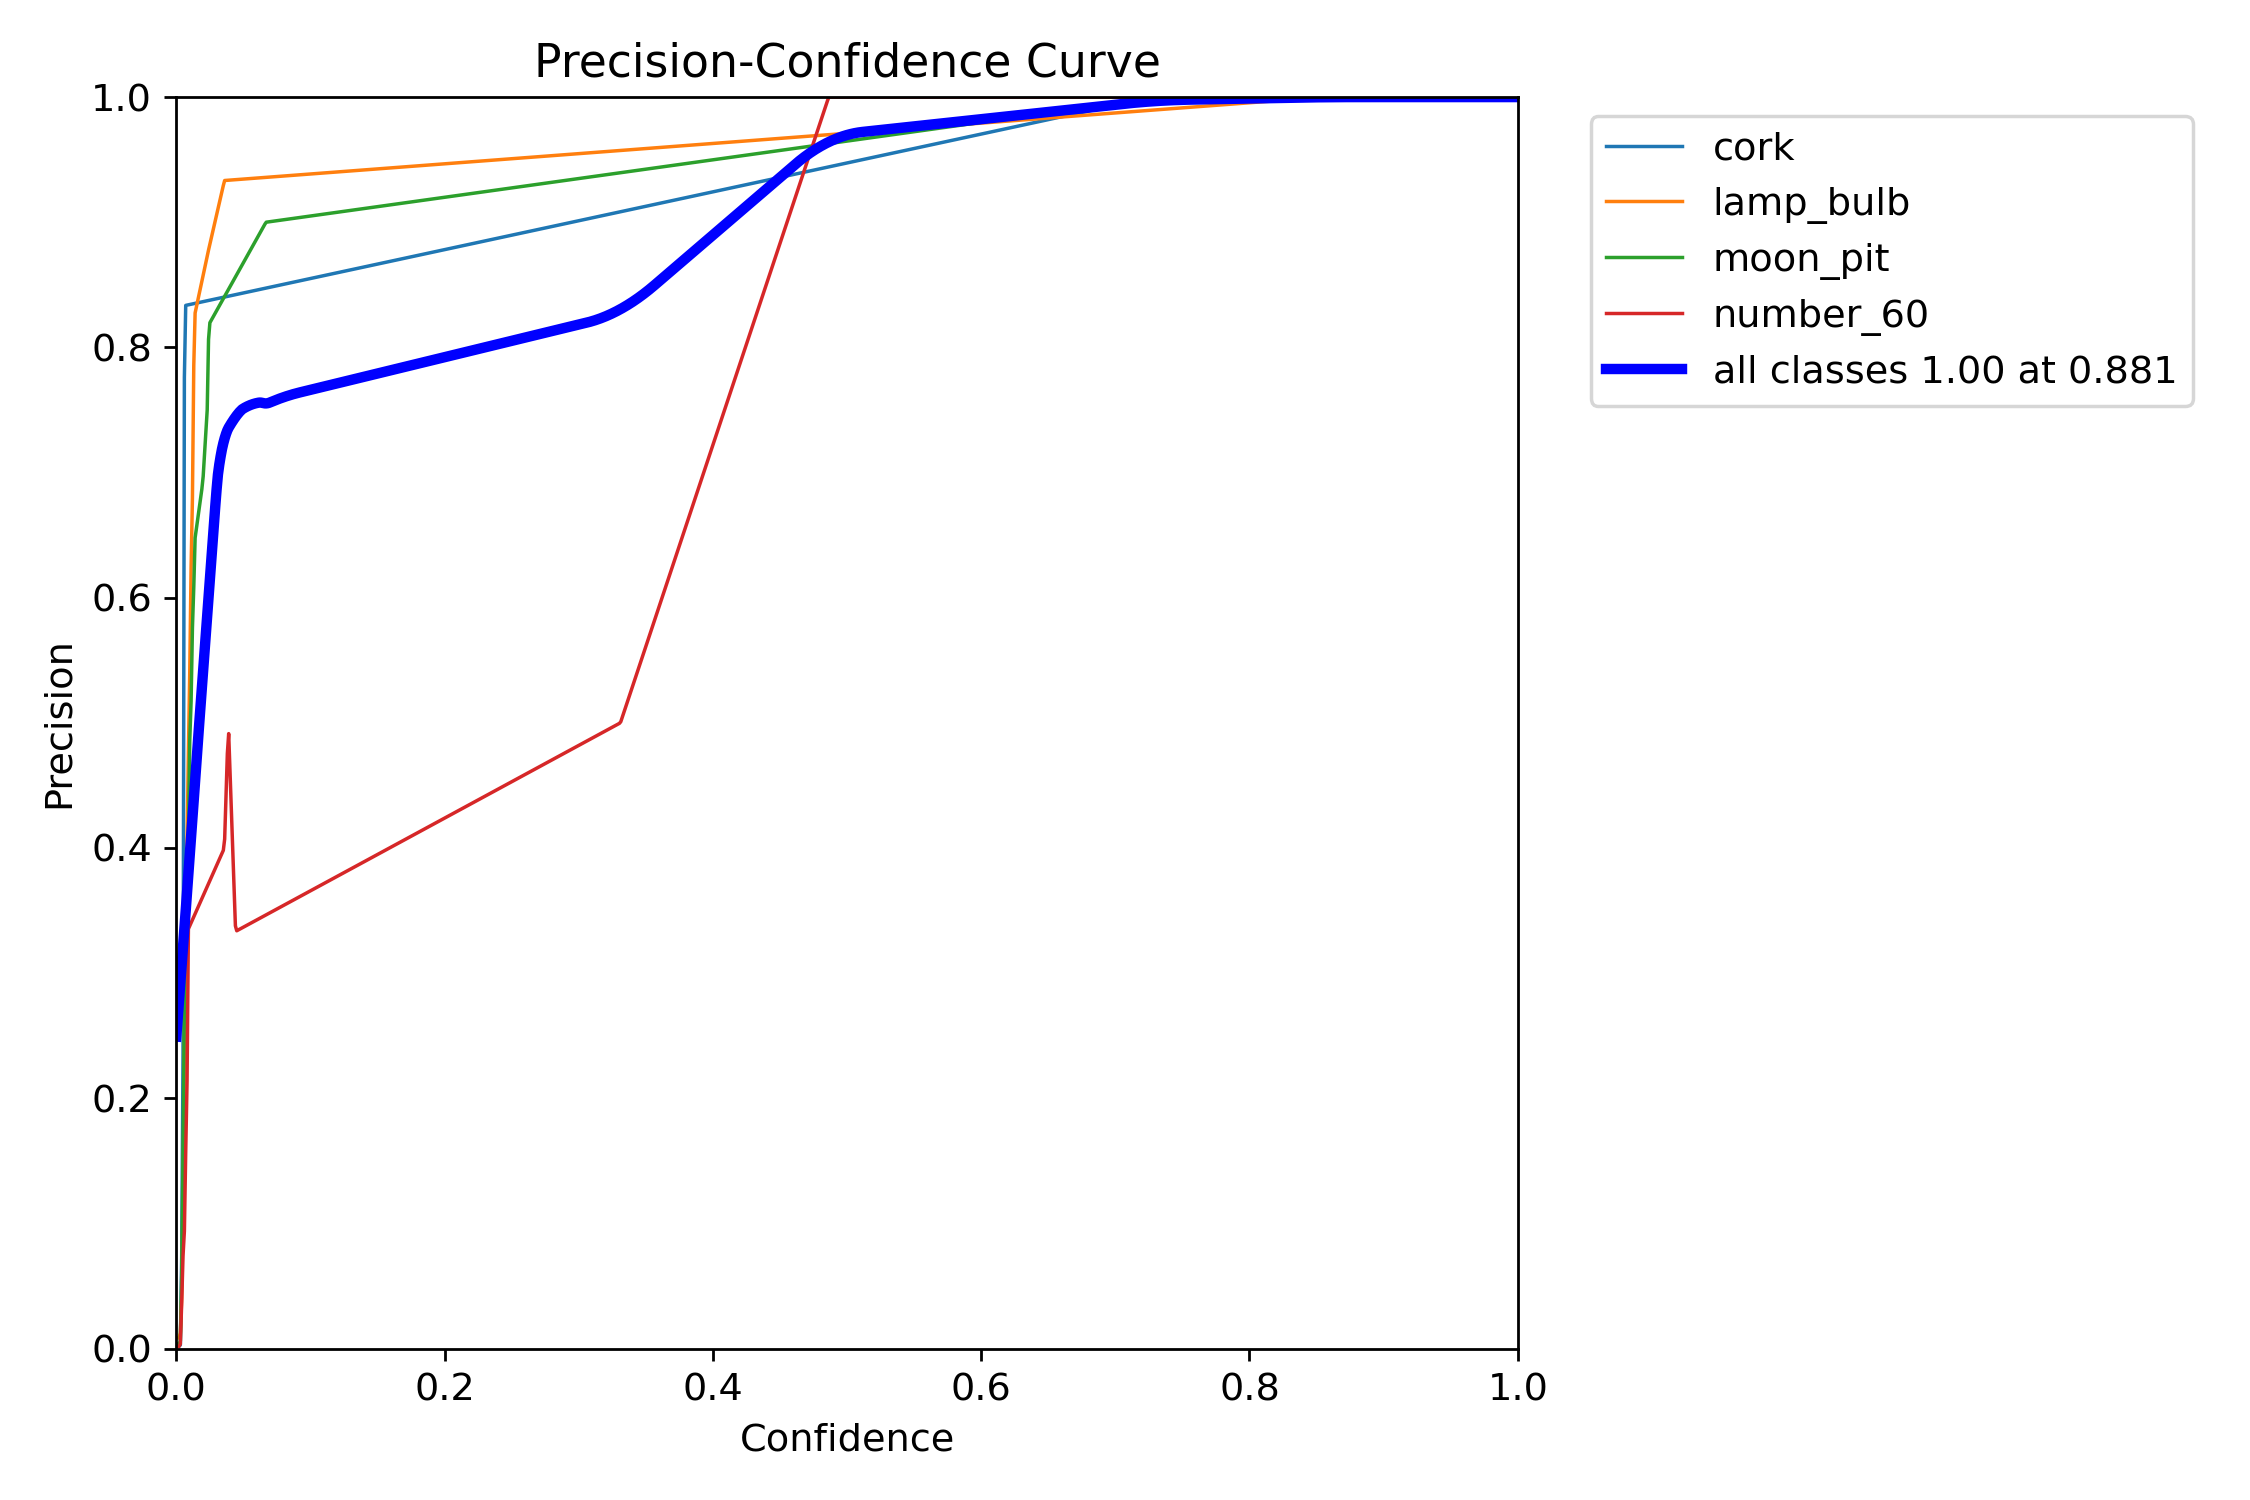 Precision-Confidence Curve
1.0
0.8
0.6
0.4
0.2
0.0
Precision
0.0 0.2 0.4 0.6 0.8 1.0
Confidence
cork
lamp_bulb
moon_pit
number_60
all classes 1.00 at 0.881